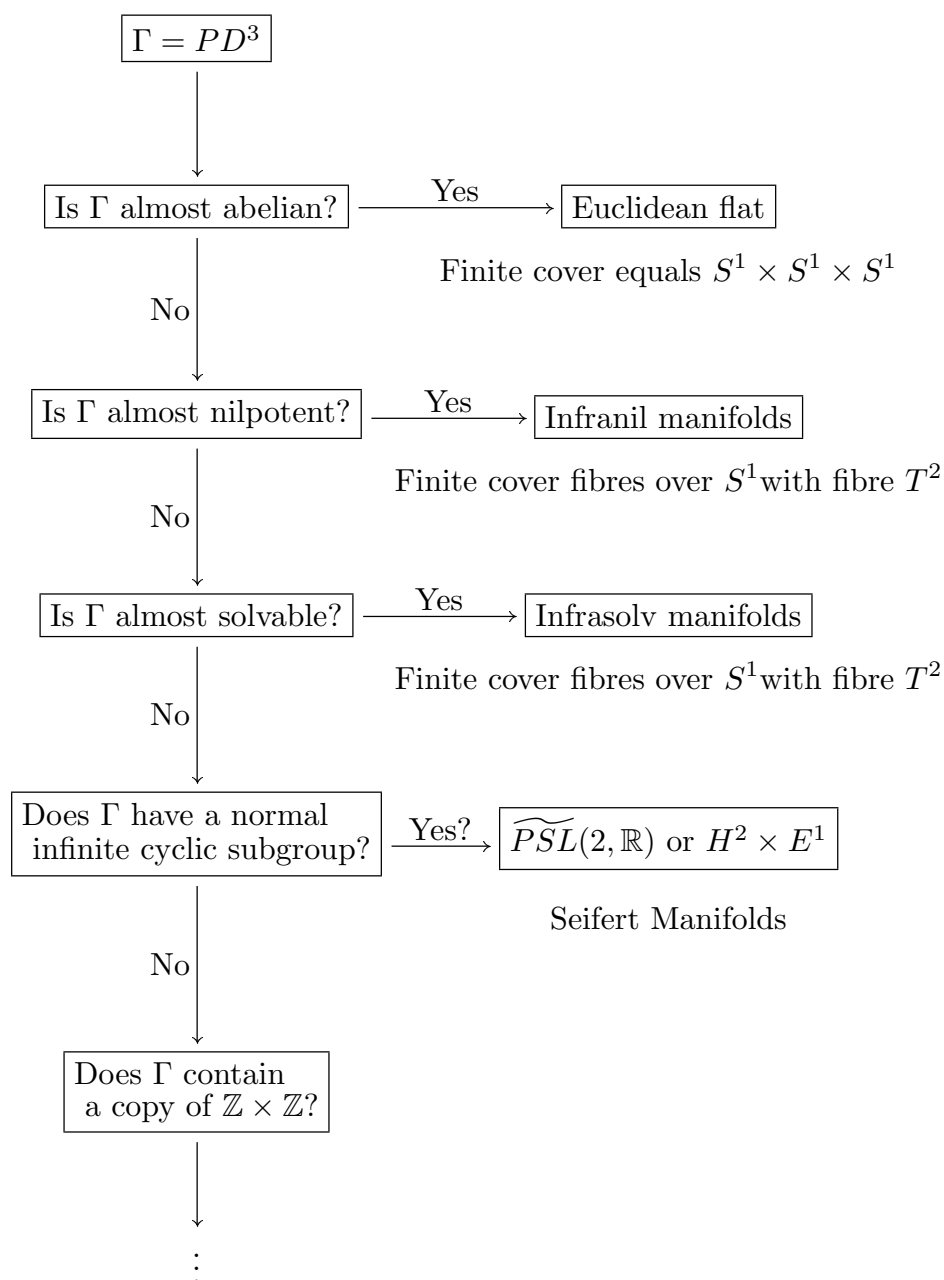 Γ = PD³
Is Γ almost abelian?
Yes
Euclidean flat
Finite cover equals S¹ × S¹ × S¹
No
Is Γ almost nilpotent?
Yes
Infranil manifolds
Finite cover fibres over S¹with fibre T²
No
Is Γ almost solvable?
Yes
Infrasolv manifolds
Finite cover fibres over S¹with fibre T²
No
Does Γ have a normal
infinite cyclic subgroup?
Yes?
$\widetilde{PSL}(2, \mathbb{R})$ or H² × E¹
Seifert Manifolds
No
Does Γ contain
a copy of ℤ × ℤ?
⋮